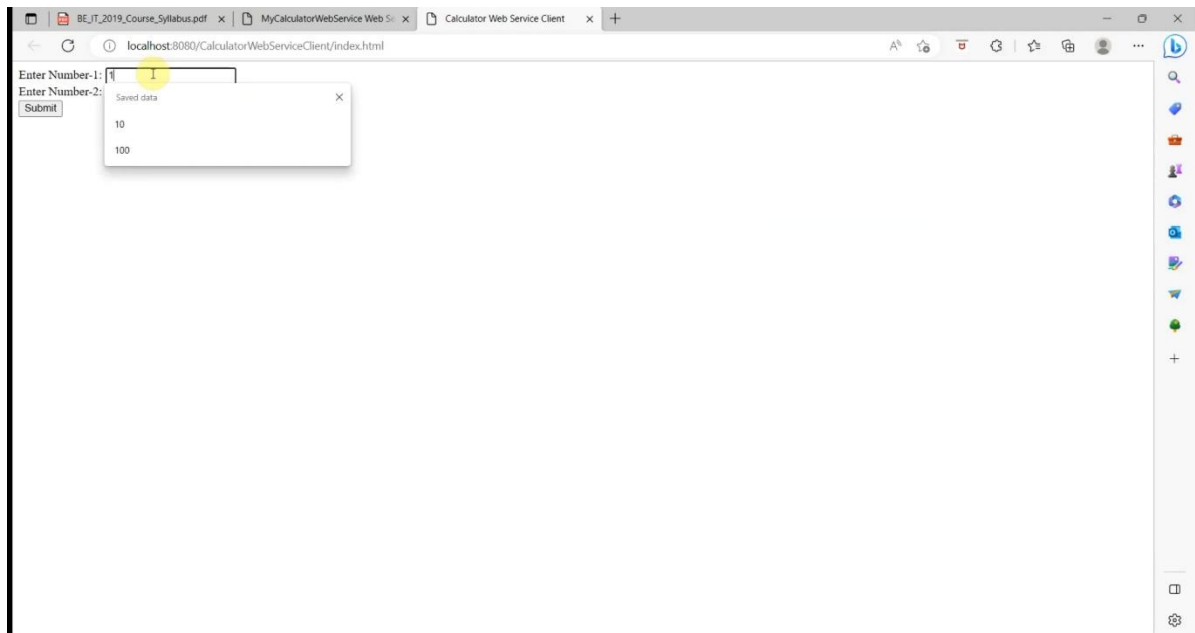 BE_IT_2019_Course_Syllabus.pdf
MyCalculatorWebService Web Se
Calculator Web Service Client
localhost:8080/CalculatorWebServiceClient/index.html
Enter Number-1: 1
Enter Number-2:
Submit
Saved data
10
100